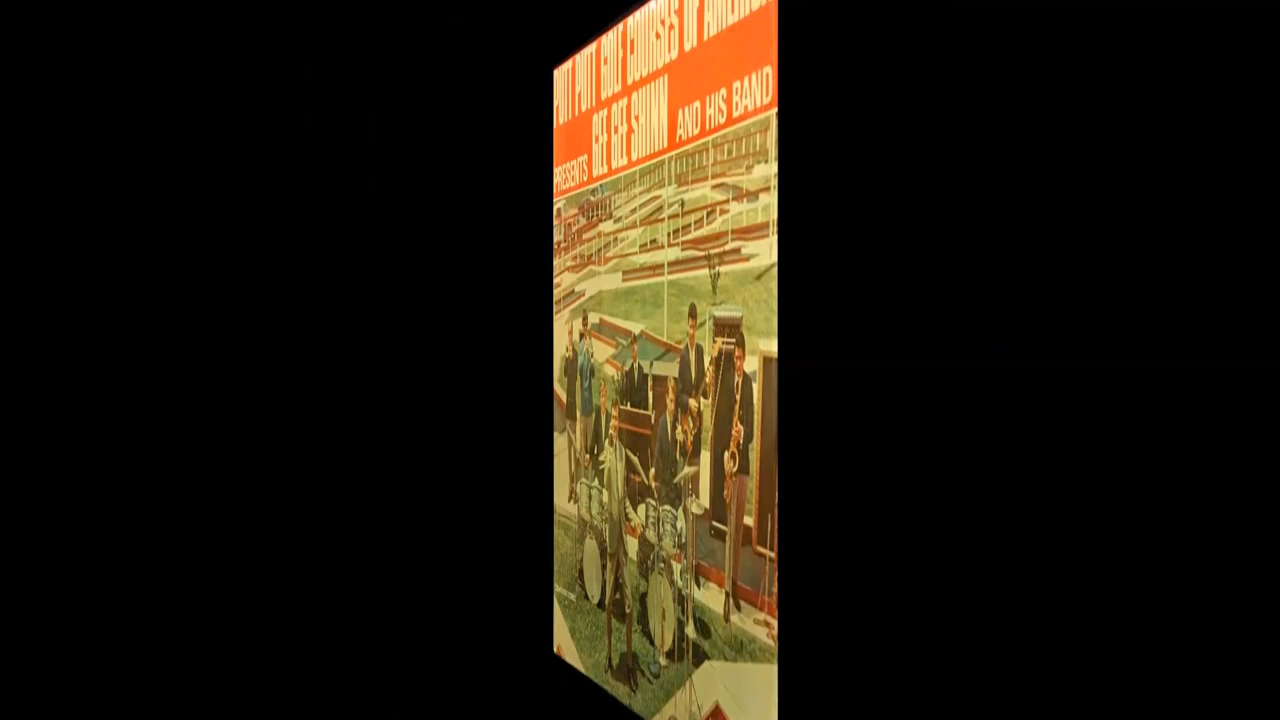 PUTT PUTT GOLF COURSES OF AMERICA
PRESENTS GEE GEE SHINN AND HIS BAND